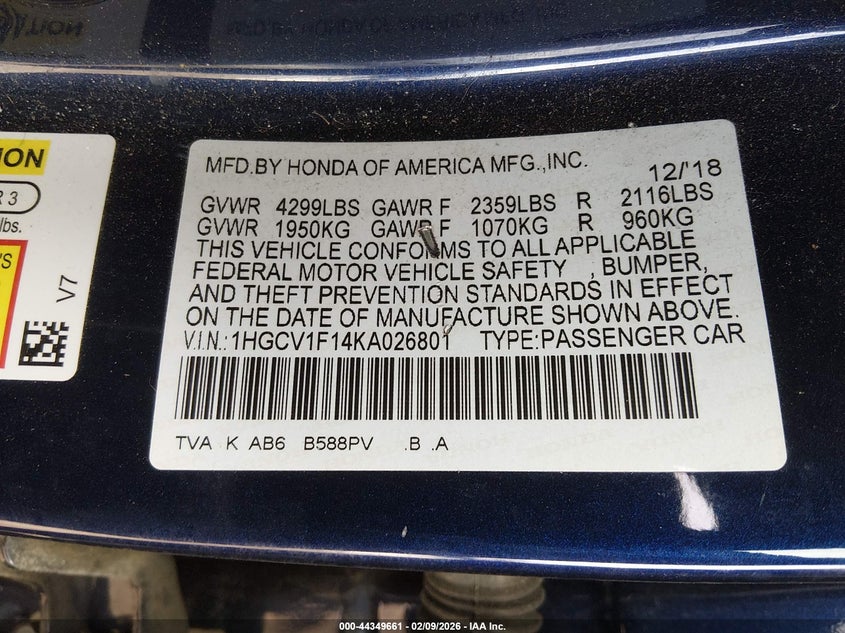 ION
R 3
lbs.
'S
V7
MFD.BY HONDA OF AMERICA MFG.,INC. 12/'18
GVWR 4299LBS GAWR F 2359LBS R 2116LBS
GVWR 1950KG GAWR F 1070KG R 960KG
THIS VEHICLE CONFORMS TO ALL APPLICABLE
FEDERAL MOTOR VEHICLE SAFETY , BUMPER,
AND THEFT PREVENTION STANDARDS IN EFFECT
ON THE DATE OF MANUFACTURE SHOWN ABOVE.
V.I.N.:1HGCV1F14KA026801 TYPE:PASSENGER CAR
TVA K AB6 B588PV .B .A
000-44349661 - 02/09/2026 - IAA Inc.